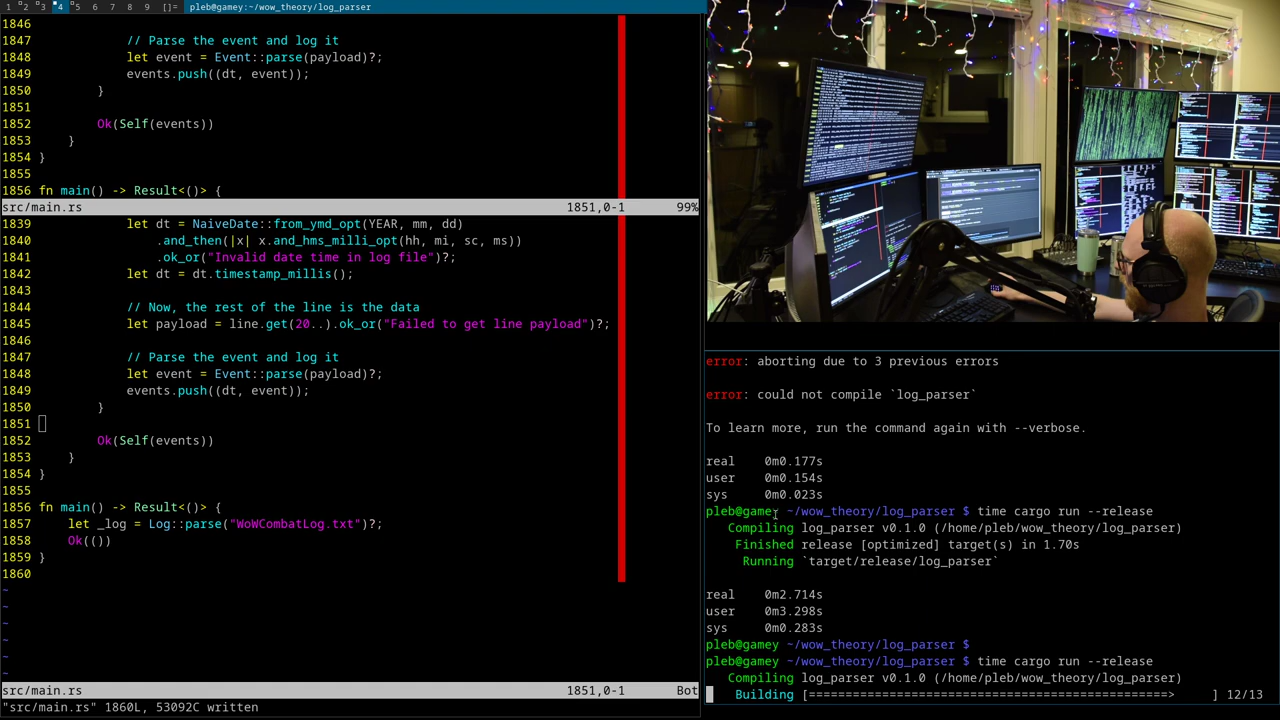 1 2 3 4 5 6 7 8 9 []= pleb@gamey:~/wow_theory/log_parser
1846
1847 // Parse the event and log it
1848 let event = Event::parse(payload)?;
1849 events.push((dt, event));
1850 }
1851
1852 Ok(Self(events))
1853 }
1854 }
1855
1856 fn main() -> Result<()> {
src/main.rs 1851,0-1 99%
1839 let dt = NaiveDate::from_ymd_opt(YEAR, mm, dd)
1840 .and_then(|x| x.and_hms_milli_opt(hh, mi, sc, ms))
1841 .ok_or("Invalid date time in log file")?;
1842 let dt = dt.timestamp_millis();
1843
1844 // Now, the rest of the line is the data
1845 let payload = line.get(20..).ok_or("Failed to get line payload")?;
1846
1847 // Parse the event and log it
1848 let event = Event::parse(payload)?;
1849 events.push((dt, event));
1850 }
1851
1852 Ok(Self(events))
1853 }
1854 }
1855
1856 fn main() -> Result<()> {
1857 let _log = Log::parse("WoWCombatLog.txt")?;
1858 Ok(())
1859 }
1860
~
~
~
~
~
~
src/main.rs 1851,0-1 Bot
"src/main.rs" 1860L, 53092C written
error: aborting due to 3 previous errors
error: could not compile `log_parser`
To learn more, run the command again with --verbose.
real 0m0.177s
user 0m0.154s
sys 0m0.023s
pleb@gamey ~/wow_theory/log_parser $ time cargo run --release
Compiling log_parser v0.1.0 (/home/pleb/wow_theory/log_parser)
Finished release [optimized] target(s) in 1.70s
Running `target/release/log_parser`
real 0m2.714s
user 0m3.298s
sys 0m0.283s
pleb@gamey ~/wow_theory/log_parser $
pleb@gamey ~/wow_theory/log_parser $ time cargo run --release
Compiling log_parser v0.1.0 (/home/pleb/wow_theory/log_parser)
Building [=================================================> ] 12/13